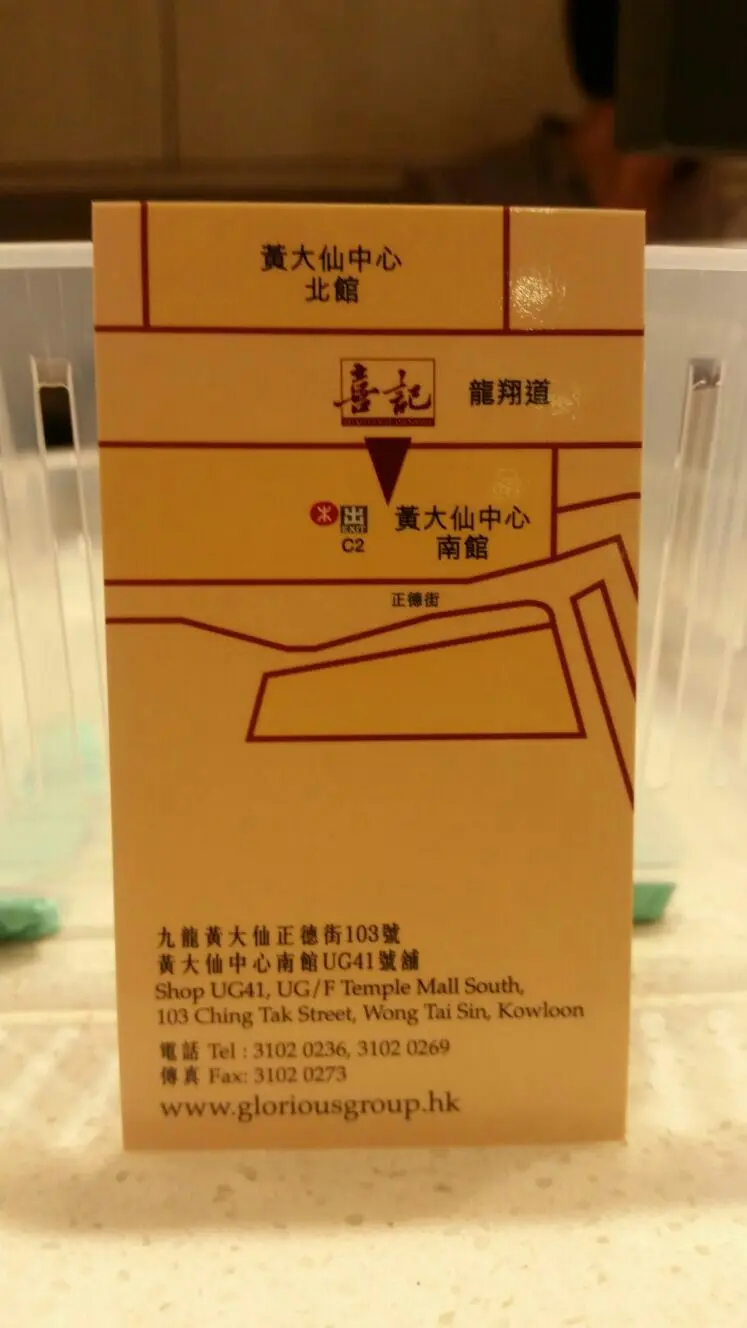 黃大仙中心
北館
喜記
龍翔道
出
EXIT
C2
黃大仙中心
南館
正德街
九龍黃大仙正德街103號
黃大仙中心南館UG41號舖
Shop UG41, UG/F Temple Mall South,
103 Ching Tak Street, Wong Tai Sin, Kowloon
電話 Tel : 3102 0236, 3102 0269
傳真 Fax: 3102 0273
www.gloriousgroup.hk